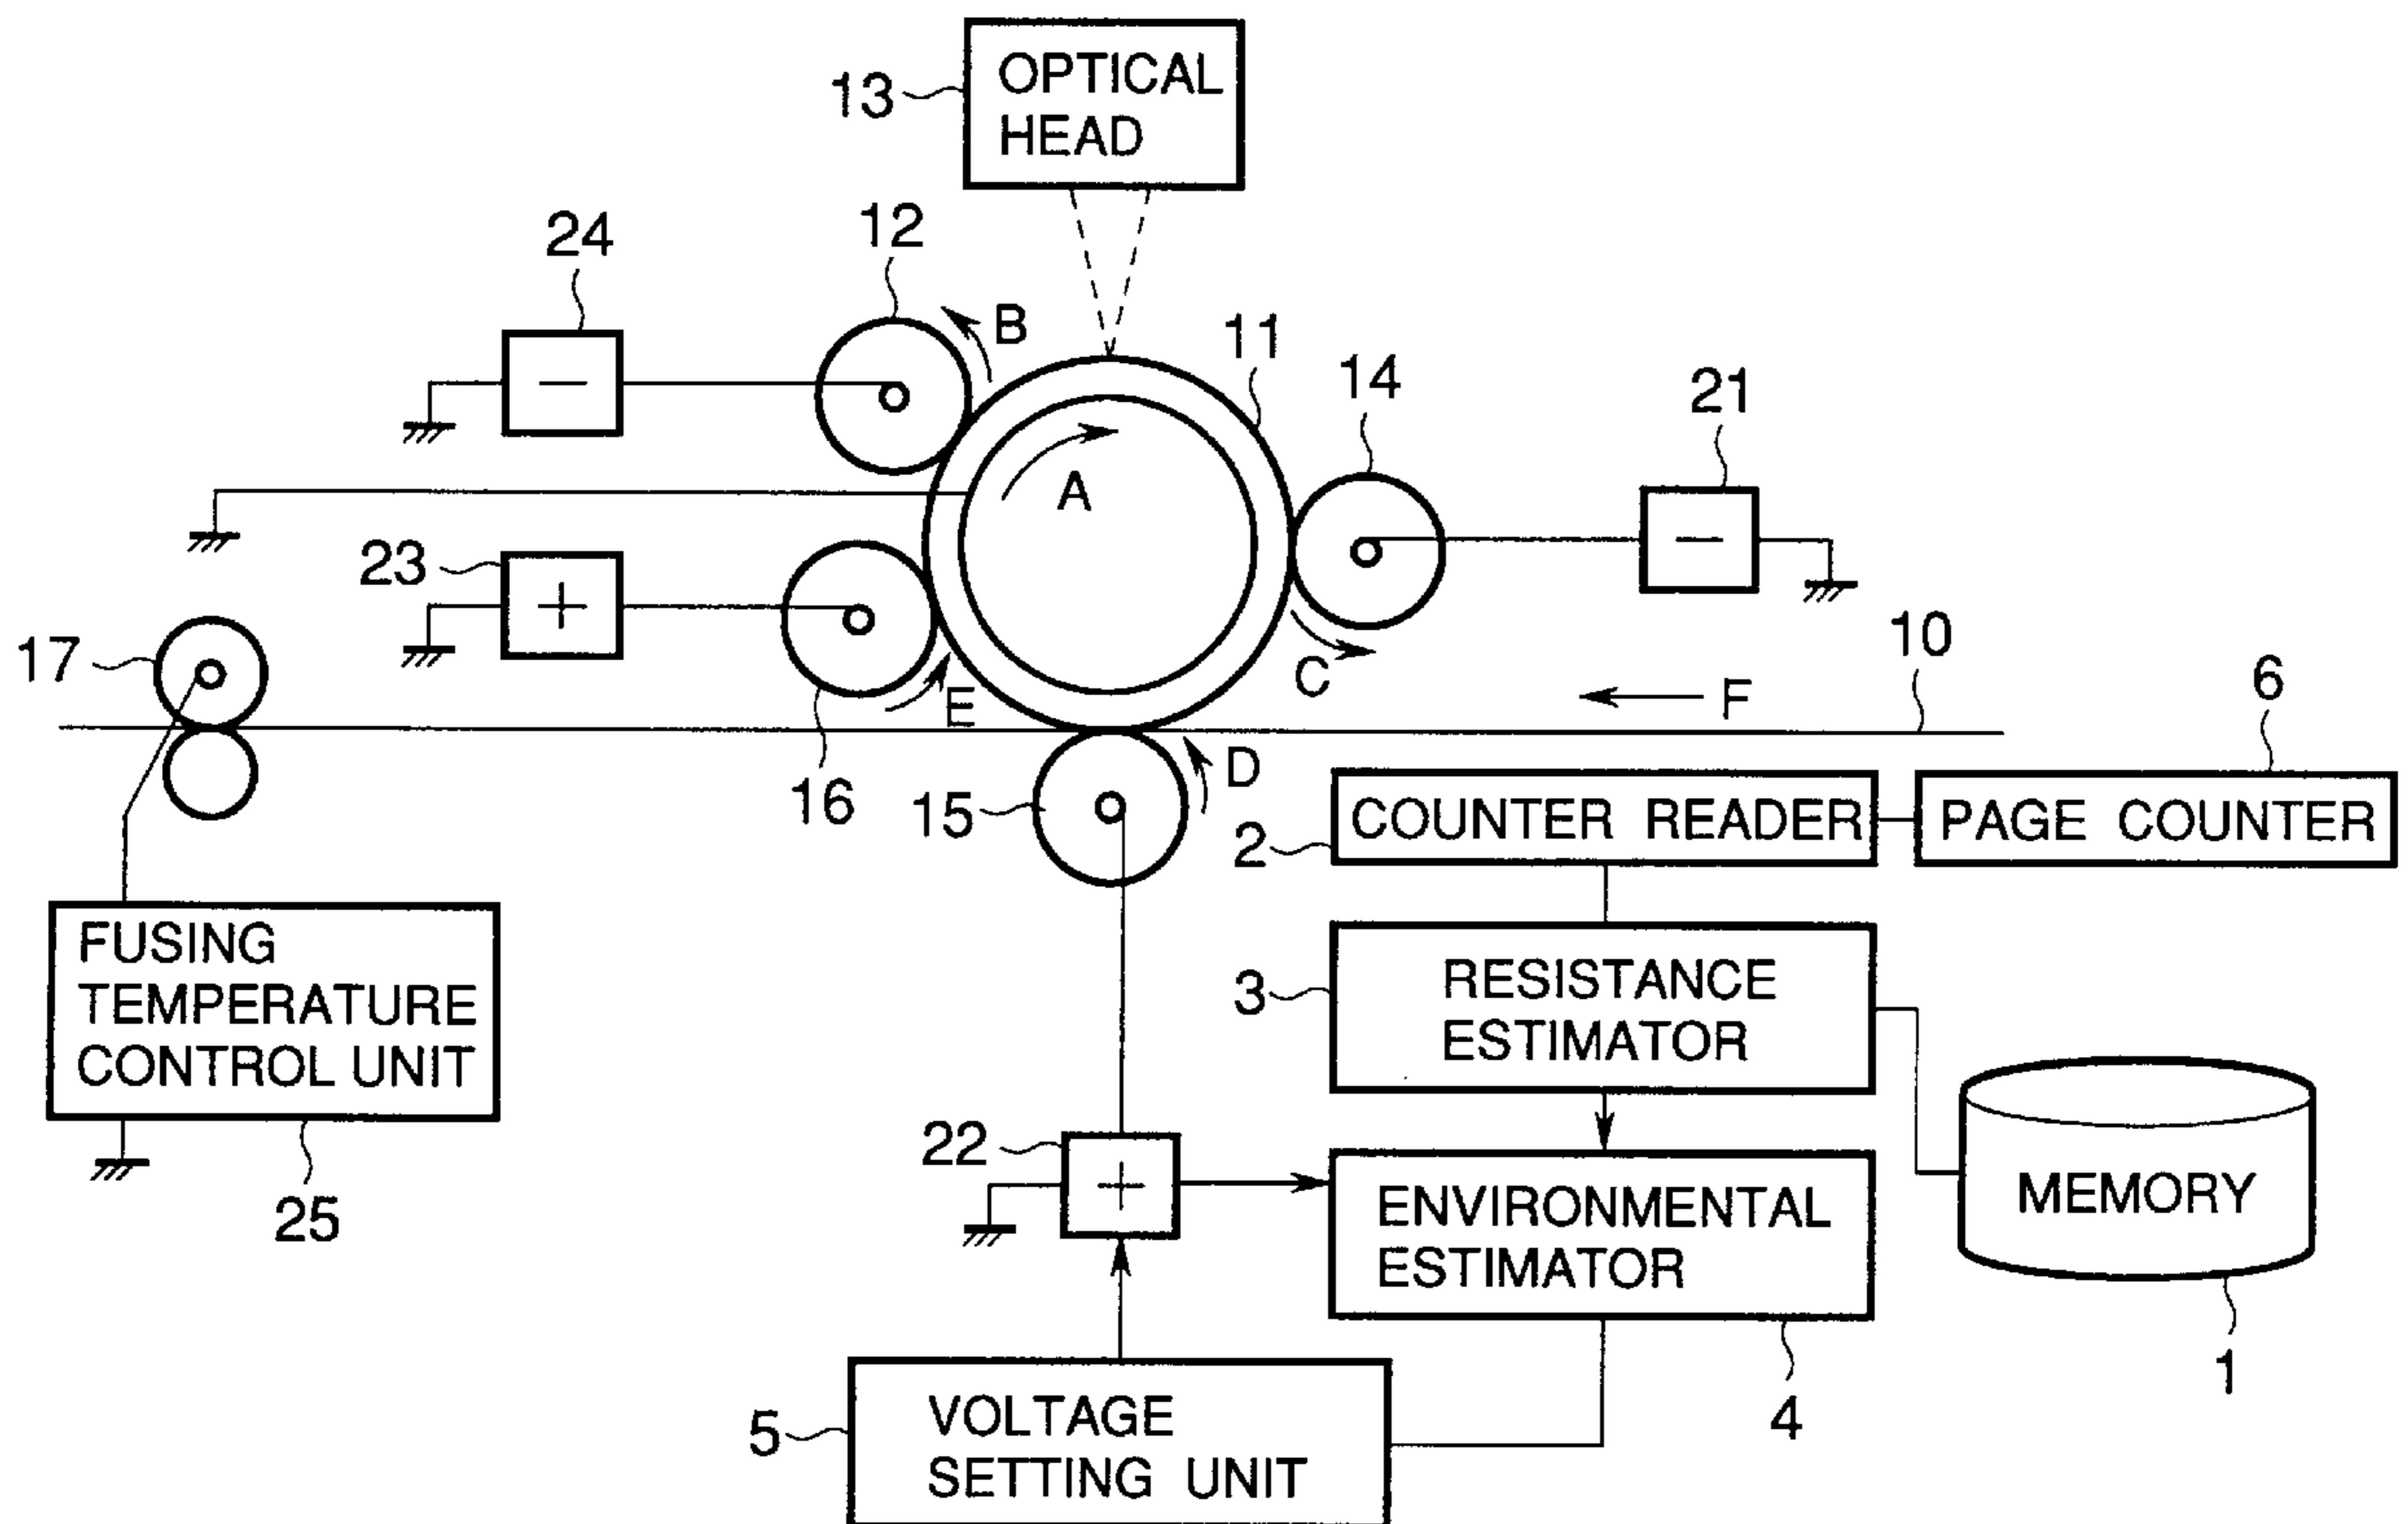 13
OPTICAL
HEAD
24
12
B
11
14
21
A
23
17
16
E
C
10
F
6
15
D
2
COUNTER READER
PAGE COUNTER
FUSING
TEMPERATURE
CONTROL UNIT
25
3
RESISTANCE
ESTIMATOR
22
ENVIRONMENTAL
ESTIMATOR
4
MEMORY
1
5
VOLTAGE
SETTING UNIT